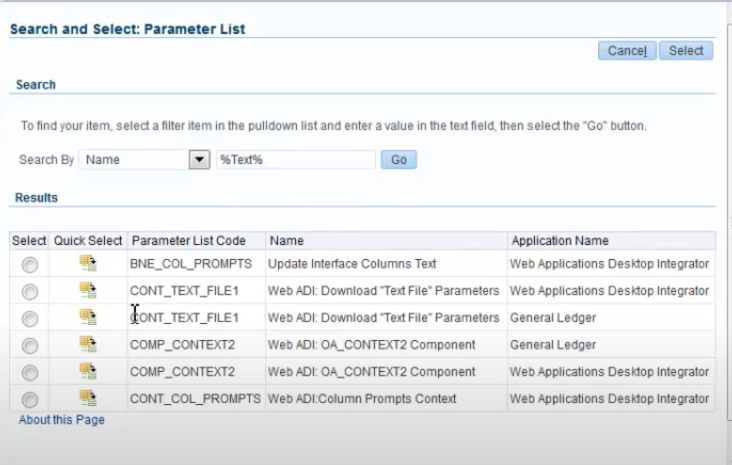 Search and Select: Parameter List
Cancel Select
Search
To find your item, select a filter item in the pulldown list and enter a value in the text field, then select the "Go" button.
Search By Name %Text% Go
Results
Select Quick Select Parameter List Code Name Application Name
BNE_COL_PROMPTS Update Interface Columns Text Web Applications Desktop Integrator
CONT_TEXT_FILE1 Web ADI: Download "Text File" Parameters Web Applications Desktop Integrator
CONT_TEXT_FILE1 Web ADI: Download "Text File" Parameters General Ledger
COMP_CONTEXT2 Web ADI: OA_CONTEXT2 Component General Ledger
COMP_CONTEXT2 Web ADI: OA_CONTEXT2 Component Web Applications Desktop Integrator
CONT_COL_PROMPTS Web ADI:Column Prompts Context Web Applications Desktop Integrator
About this Page